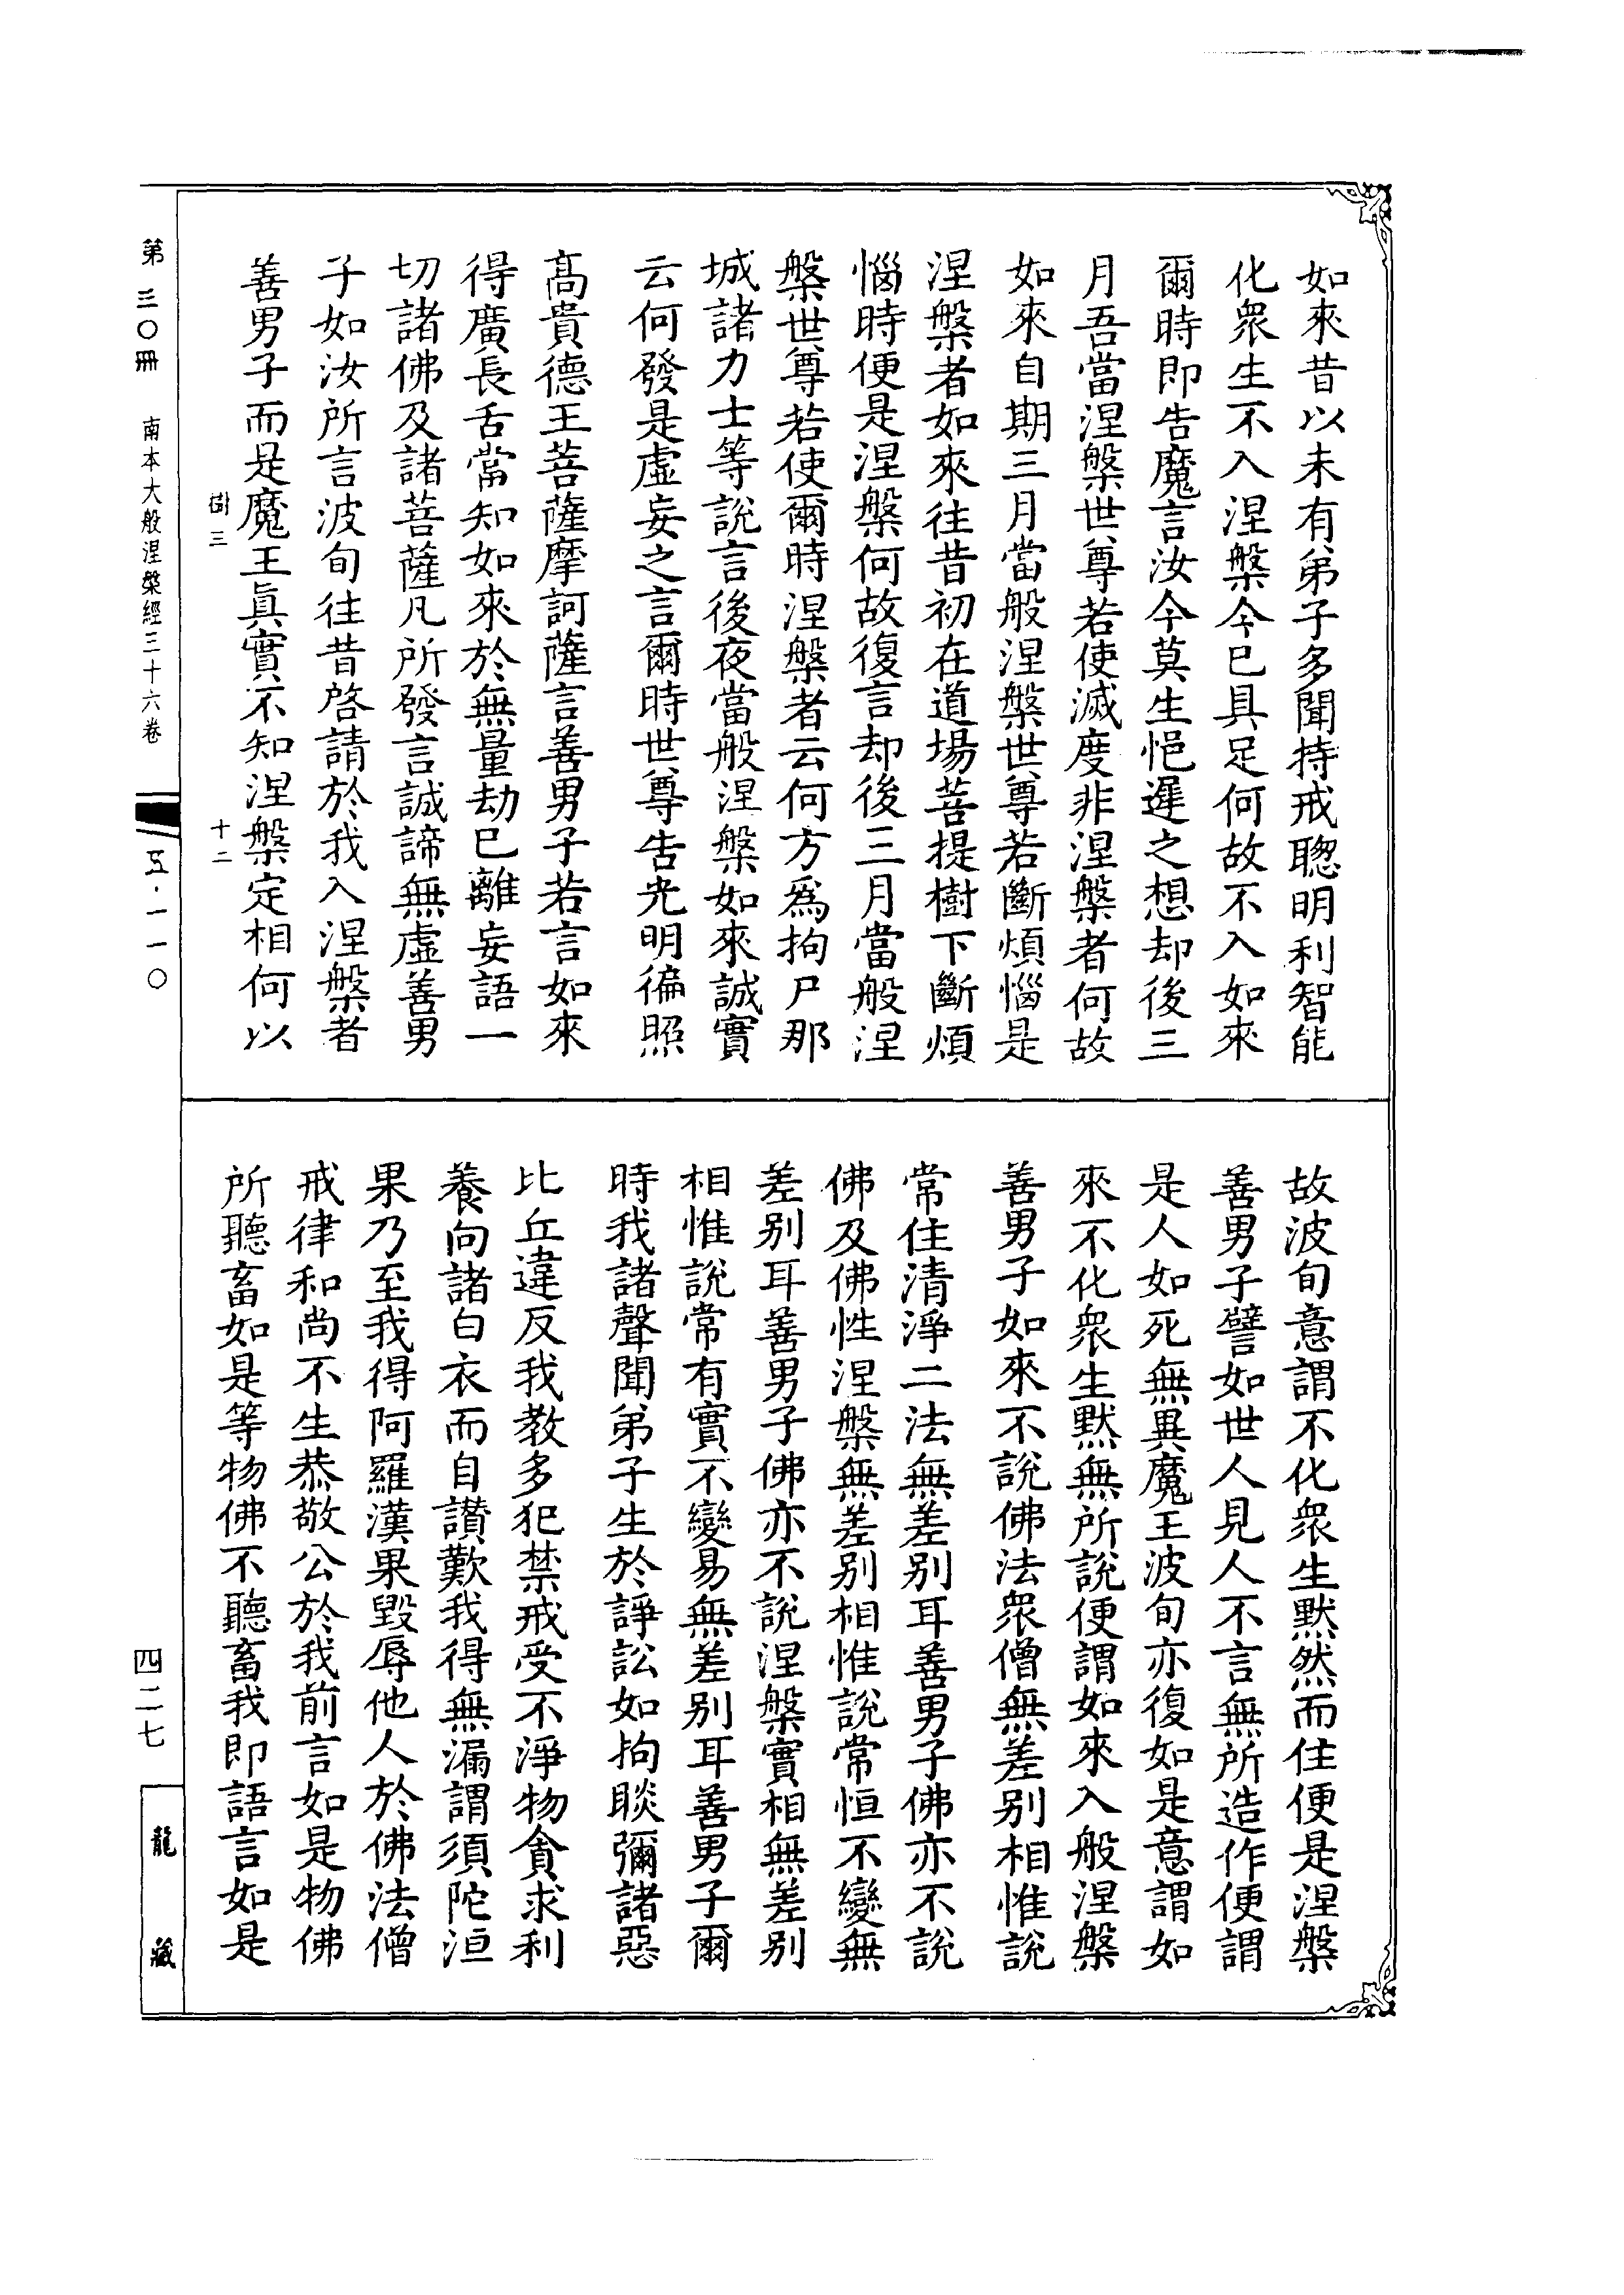 如來昔以未有弟子多聞持戒聰明利智能
化衆生不入涅槃今已具足何故不入如來
爾時即告魔言汝今莫生悒遲之想却後三
月吾當涅槃世尊若使滅度非涅槃者何故
如來自期三月當般涅槃世尊若斷煩惱是
涅槃者如來往昔初在道場菩提樹下斷煩
惱時便是涅槃何故復言却後三月當般涅
槃世尊若使爾時涅槃者云何方爲拘尸那
城諸力士等說言後夜當般涅槃如來誠實
云何發是虛妄之言爾時世尊告光明徧照
高貴德王菩薩摩訶薩言善男子若言如來
得廣長舌當知如來於無量劫已離妄語一
切諸佛及諸菩薩凡所發言誠諦無虛善男
子如汝所言波旬往昔啓請於我入涅槃者
善男子而是魔王眞實不知涅槃定相何以
樹三 十二
故波旬意謂不化衆生默然而住便是涅槃
善男子譬如世人見人不言無所造作便謂
是人如死無異魔王波旬亦復如是意謂如
來不化衆生默無所說便謂如來入般涅槃
善男子如來不說佛法衆僧無差别相惟說
常住清淨二法無差别耳善男子佛亦不說
佛及佛性涅槃無差别相惟說常恒不變無
差别耳善男子佛亦不說涅槃實相無差别
相惟說常有實不變易無差别耳善男子爾
時我諸聲聞弟子生於諍訟如拘睒彌諸惡
比丘違反我教多犯禁戒受不淨物貪求利
養向諸白衣而自讚歎我得無漏謂須陀洹
果乃至我得阿羅漢果毀辱他人於佛法僧
戒律和尚不生恭敬公於我前言如是物佛
所聽畜如是等物佛不聽畜我即語言如是
第三〇冊 南本大般涅槃經三十六卷 五·一一〇
四二七
龍藏